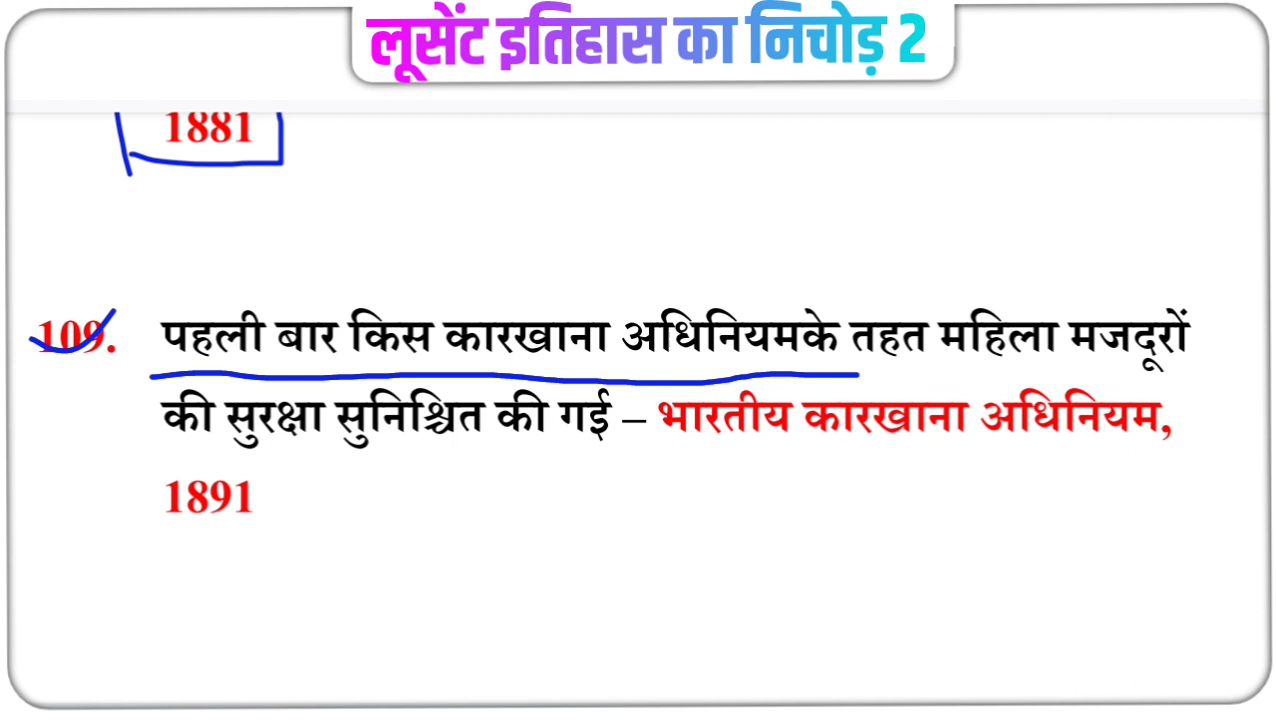 लूसेंट इतिहास का निचोड़ 2
1881
109. पहली बार किस कारखाना अधिनियमके तहत महिला मजदूरों
की सुरक्षा सुनिश्चित की गई – भारतीय कारखाना अधिनियम,
1891